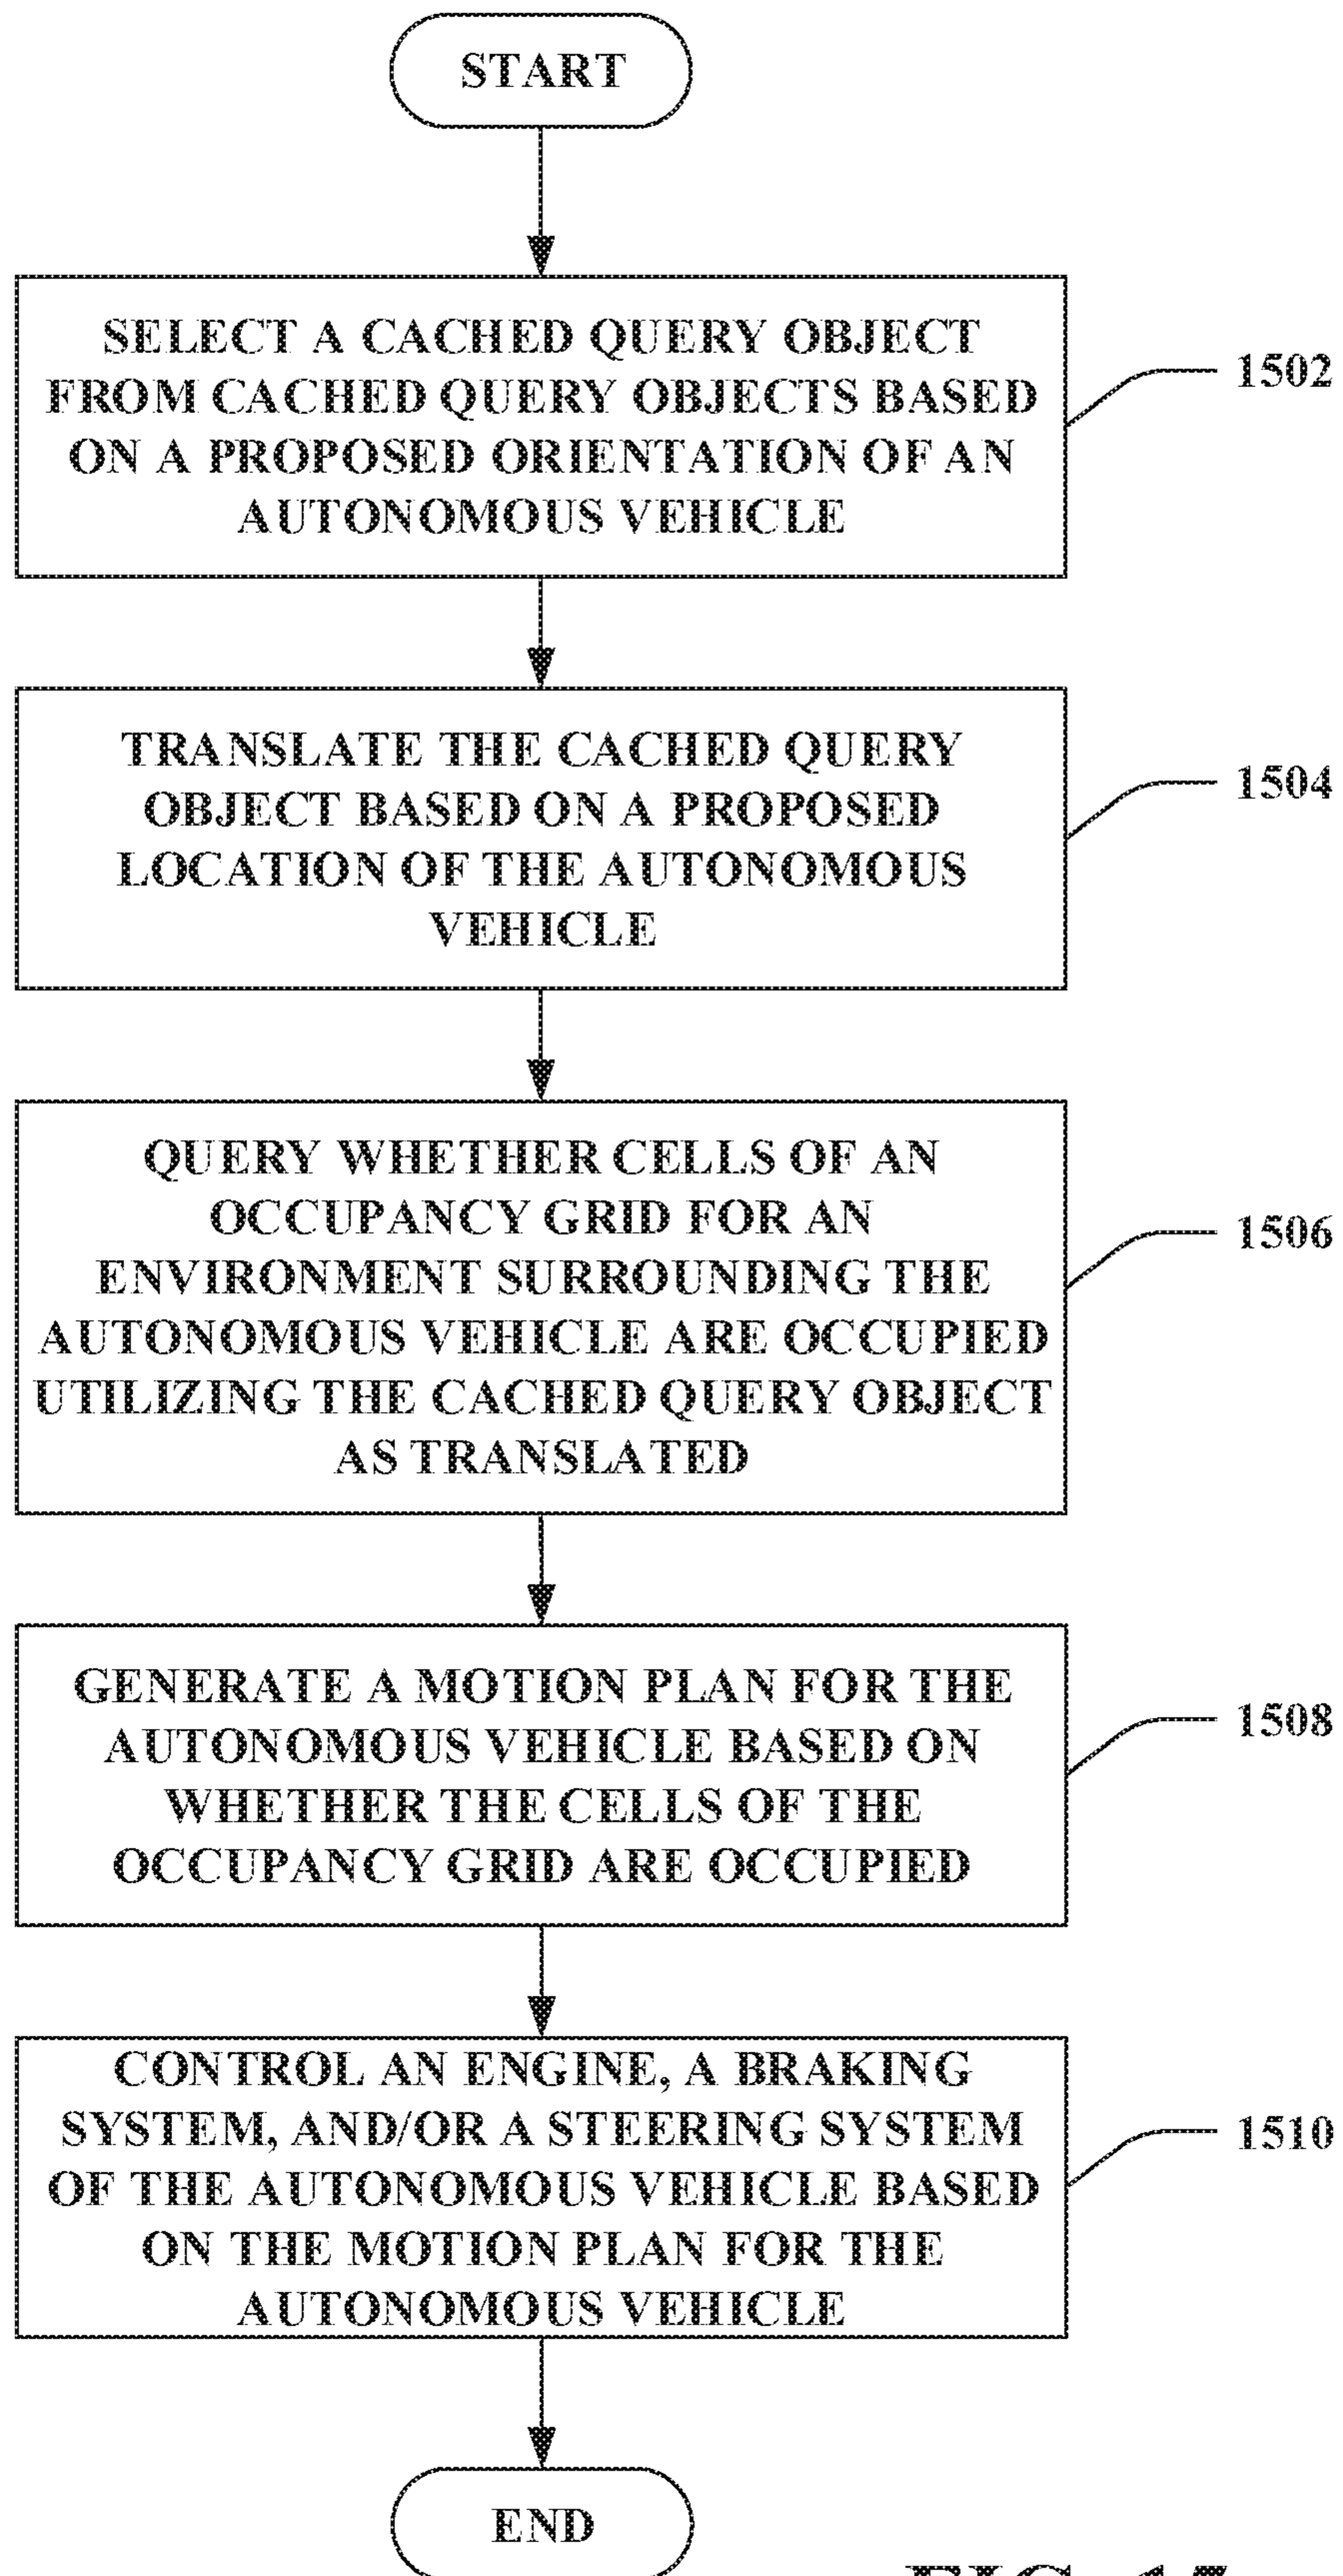 START
SELECT A CACHED QUERY OBJECT
FROM CACHED QUERY OBJECTS BASED
ON A PROPOSED ORIENTATION OF AN
AUTONOMOUS VEHICLE
1502
TRANSLATE THE CACHED QUERY
OBJECT BASED ON A PROPOSED
LOCATION OF THE AUTONOMOUS
VEHICLE
1504
QUERY WHETHER CELLS OF AN
OCCUPANCY GRID FOR AN
ENVIRONMENT SURROUNDING THE
AUTONOMOUS VEHICLE ARE OCCUPIED
UTILIZING THE CACHED QUERY OBJECT
AS TRANSLATED
1506
GENERATE A MOTION PLAN FOR THE
AUTONOMOUS VEHICLE BASED ON
WHETHER THE CELLS OF THE
OCCUPANCY GRID ARE OCCUPIED
1508
CONTROL AN ENGINE, A BRAKING
SYSTEM, AND/OR A STEERING SYSTEM
OF THE AUTONOMOUS VEHICLE BASED
ON THE MOTION PLAN FOR THE
AUTONOMOUS VEHICLE
1510
END